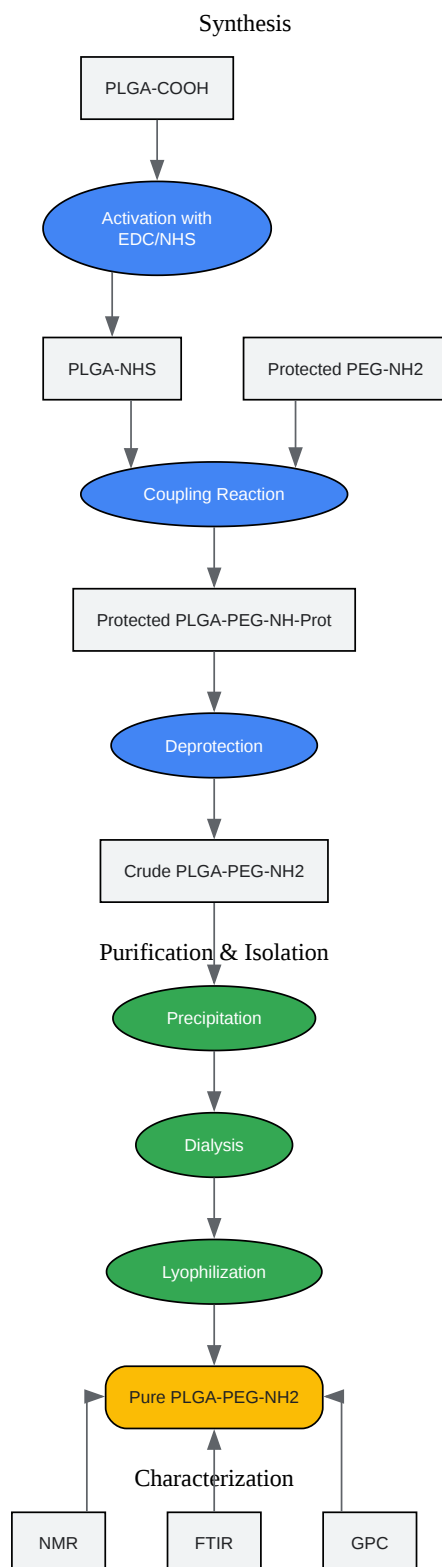 Synthesis
PLGA-COOH
Activation with
EDC/NHS
PLGA-NHS
Protected PEG-NH2
Coupling Reaction
Protected PLGA-PEG-NH-Prot
Deprotection
Crude PLGA-PEG-NH2
Purification & Isolation
Precipitation
Dialysis
Lyophilization
Pure PLGA-PEG-NH2
Characterization
NMR
FTIR
GPC